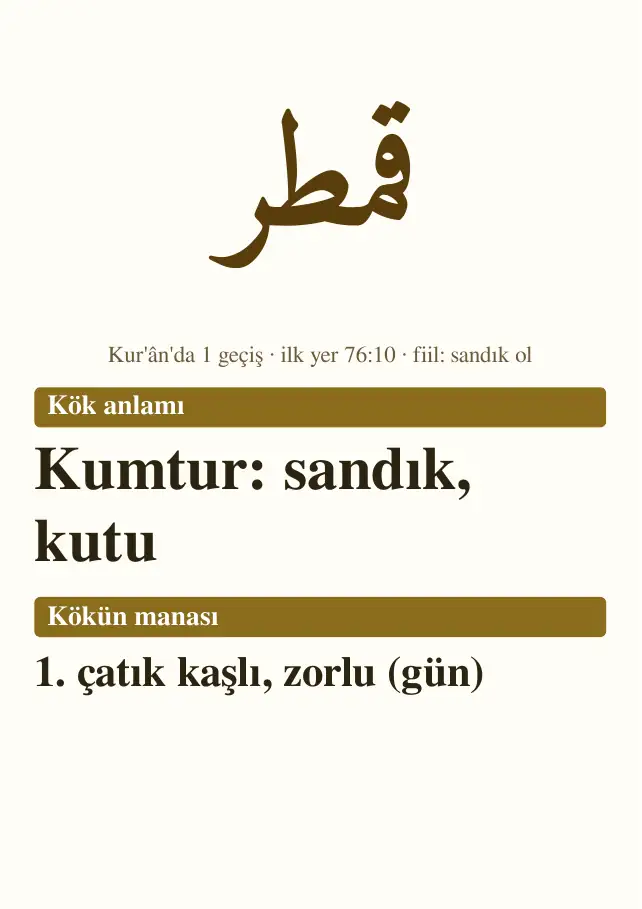 قمطر
Kur'ân'da 1 geçiş · ilk yer 76:10 · fiil: sandık ol
Kök anlamı
Kumtur: sandık,
kutu
Kökün manası
1. çatık kaşlı, zorlu (gün)